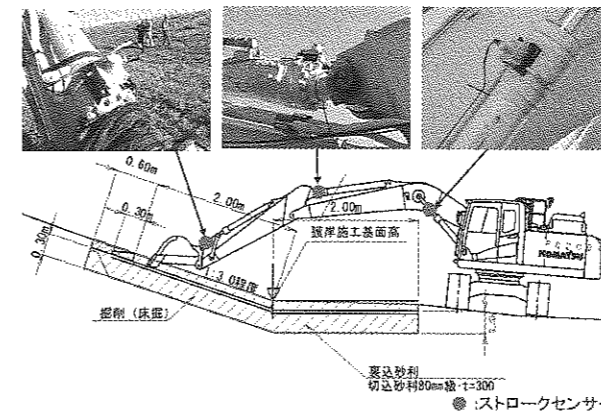 0.60m
2.00m
2.00m
0.30m
0.30m
護岸施工基面高
3.0程度
掘削（床掘）
KOMATSU
裏込砂利
切込砂利80mm級 t=300
:ストロークセンサ